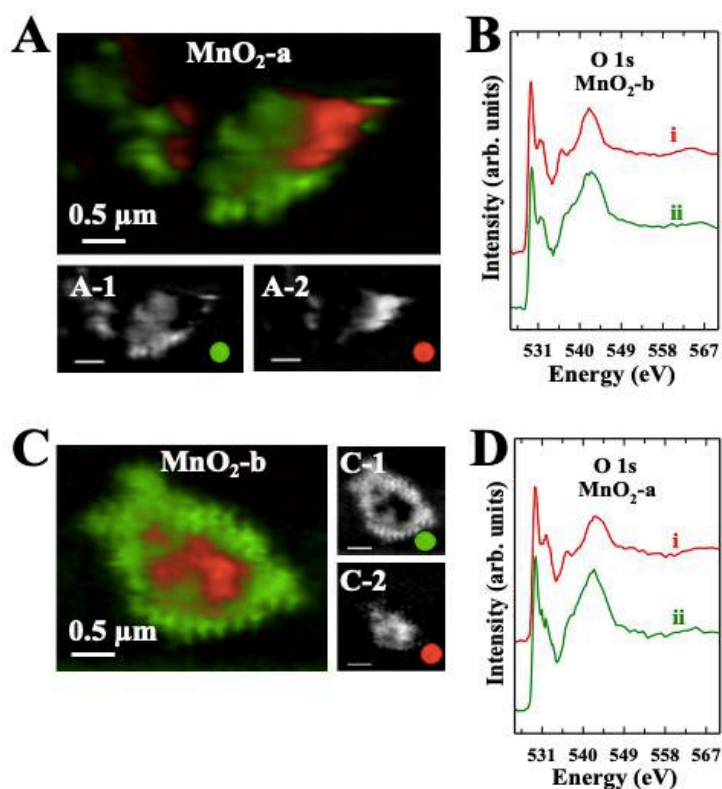 A
MnO₂-a
0.5 µm
A-1
A-2
B
O 1s
MnO₂-b
i
ii
Intensity (arb. units)
531 540 549 558 567
Energy (eV)
C
MnO₂-b
0.5 µm
C-1
C-2
D
O 1s
MnO₂-a
i
ii
Intensity (arb. units)
531 540 549 558 567
Energy (eV)